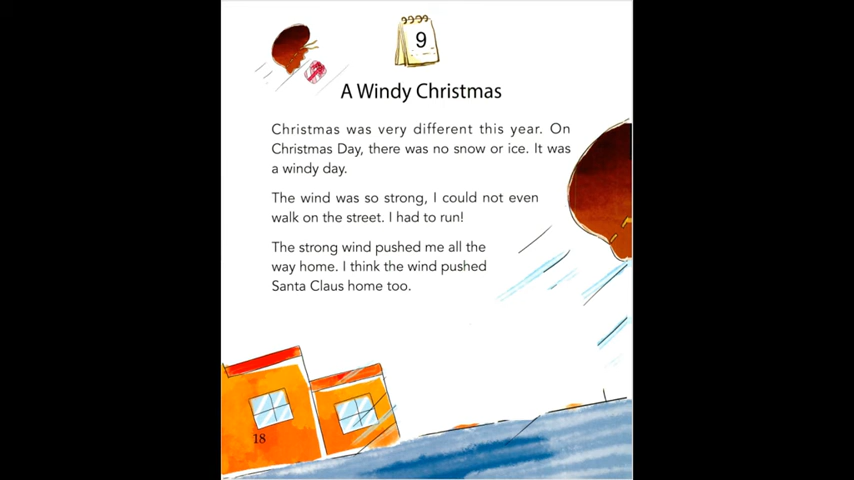 9
A Windy Christmas
Christmas was very different this year. On
Christmas Day, there was no snow or ice. It was
a windy day.
The wind was so strong, I could not even
walk on the street. I had to run!
The strong wind pushed me all the
way home. I think the wind pushed
Santa Claus home too.
18